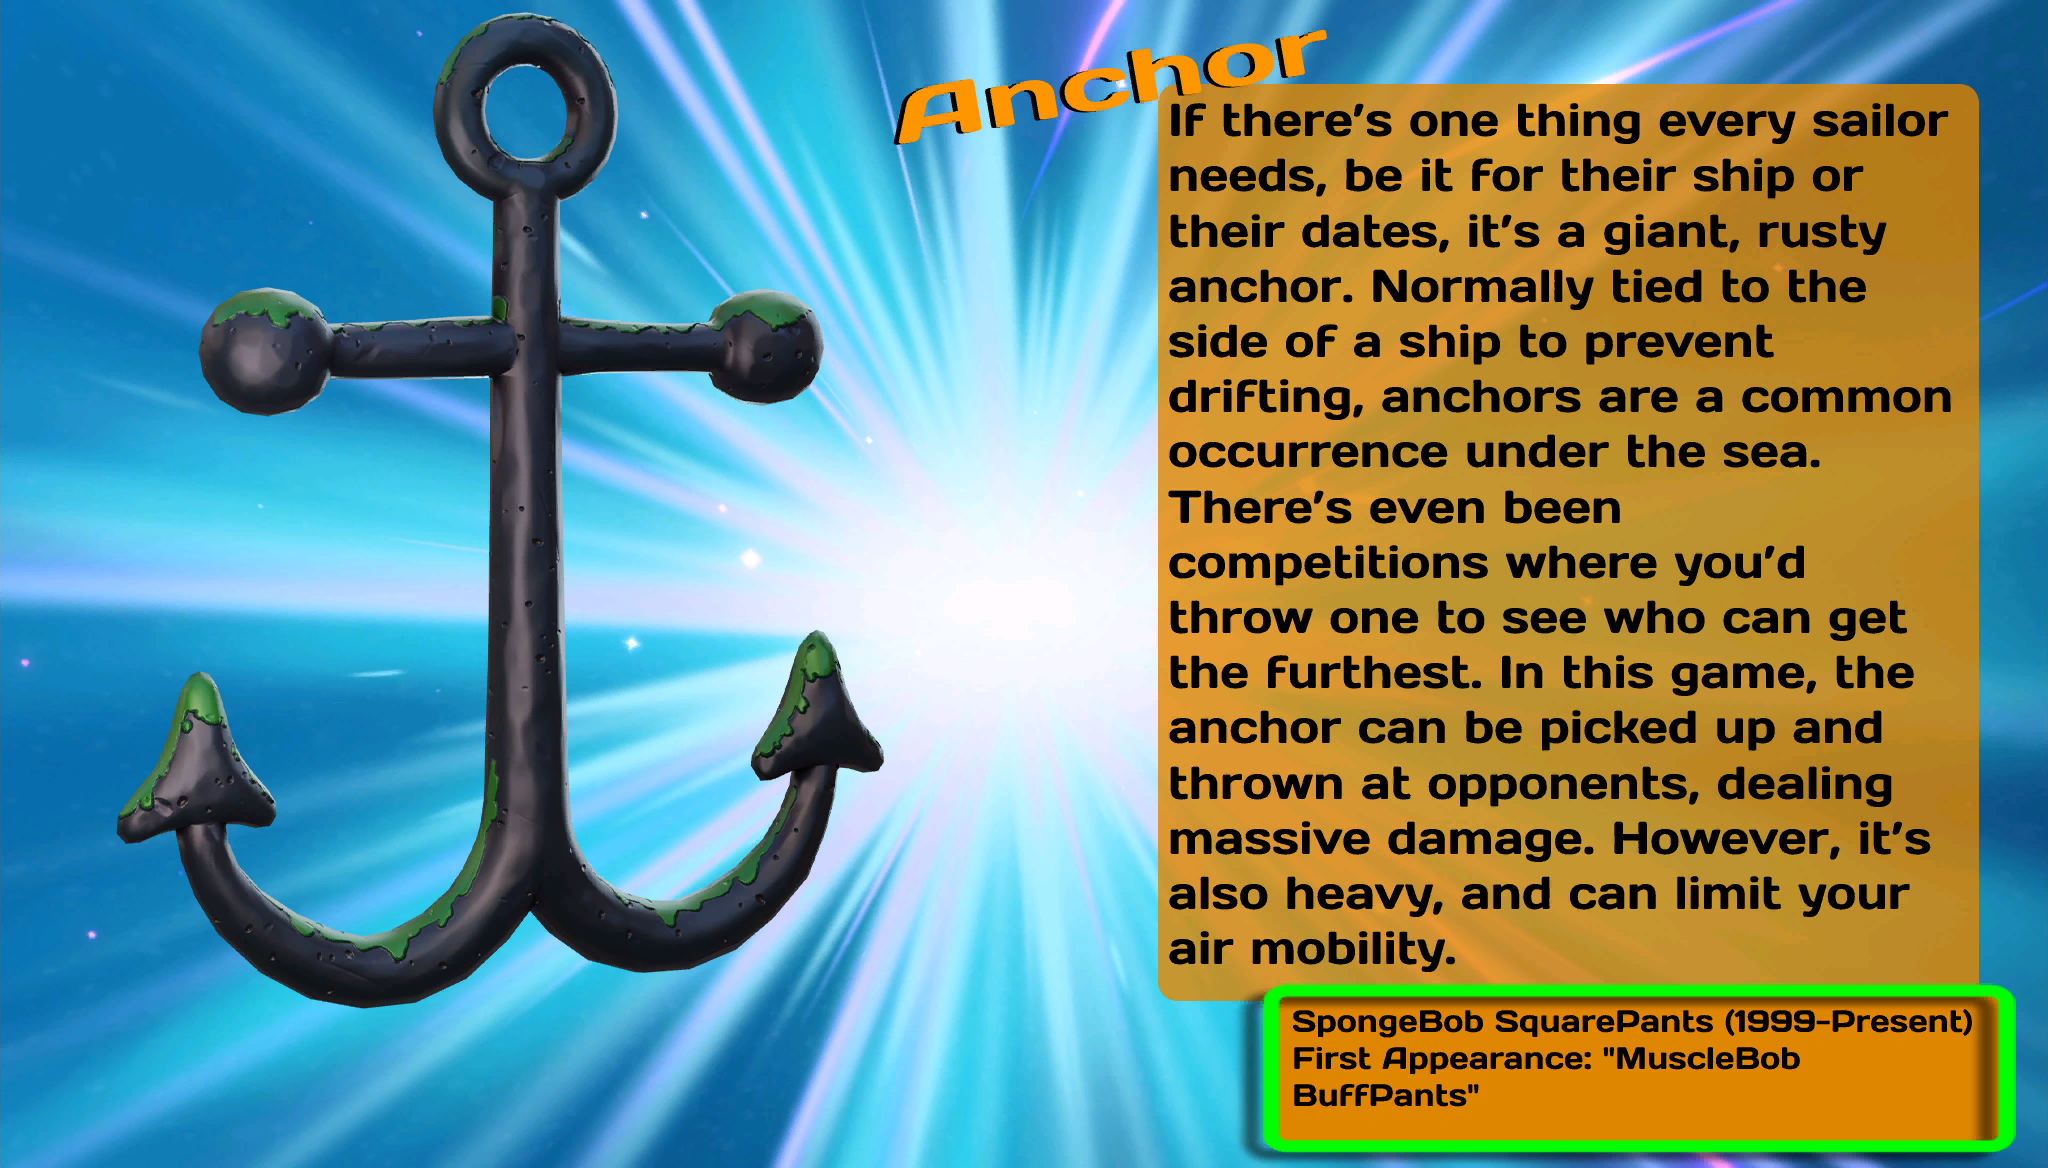 Anchor
If there's one thing every sailor
needs, be it for their ship or
their dates, it's a giant, rusty
anchor. Normally tied to the
side of a ship to prevent
drifting, anchors are a common
occurrence under the sea.
There's even been
competitions where you'd
throw one to see who can get
the furthest. In this game, the
anchor can be picked up and
thrown at opponents, dealing
massive damage. However, it's
also heavy, and can limit your
air mobility.
SpongeBob SquarePants (1999-Present)
First Appearance: "MuscleBob
BuffPants"